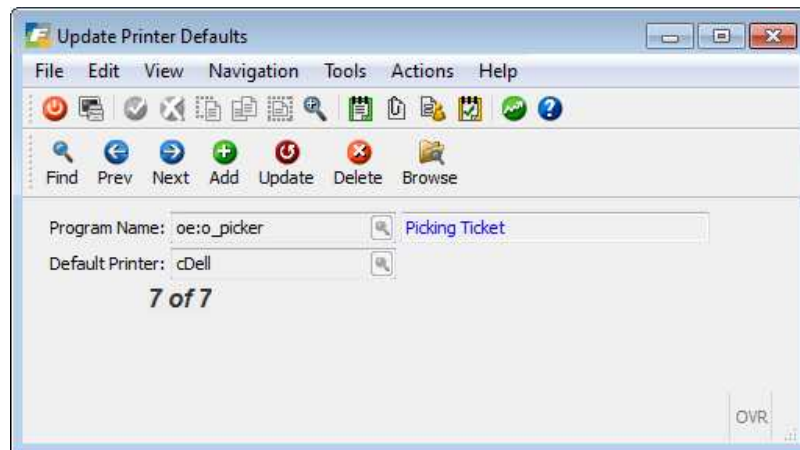 Update Printer Defaults
File Edit View Navigation Tools Actions Help
Find Prev Next Add Update Delete Browse
Program Name: oe:o_picker Picking Ticket
Default Printer: cDell
7 of 7
OVR